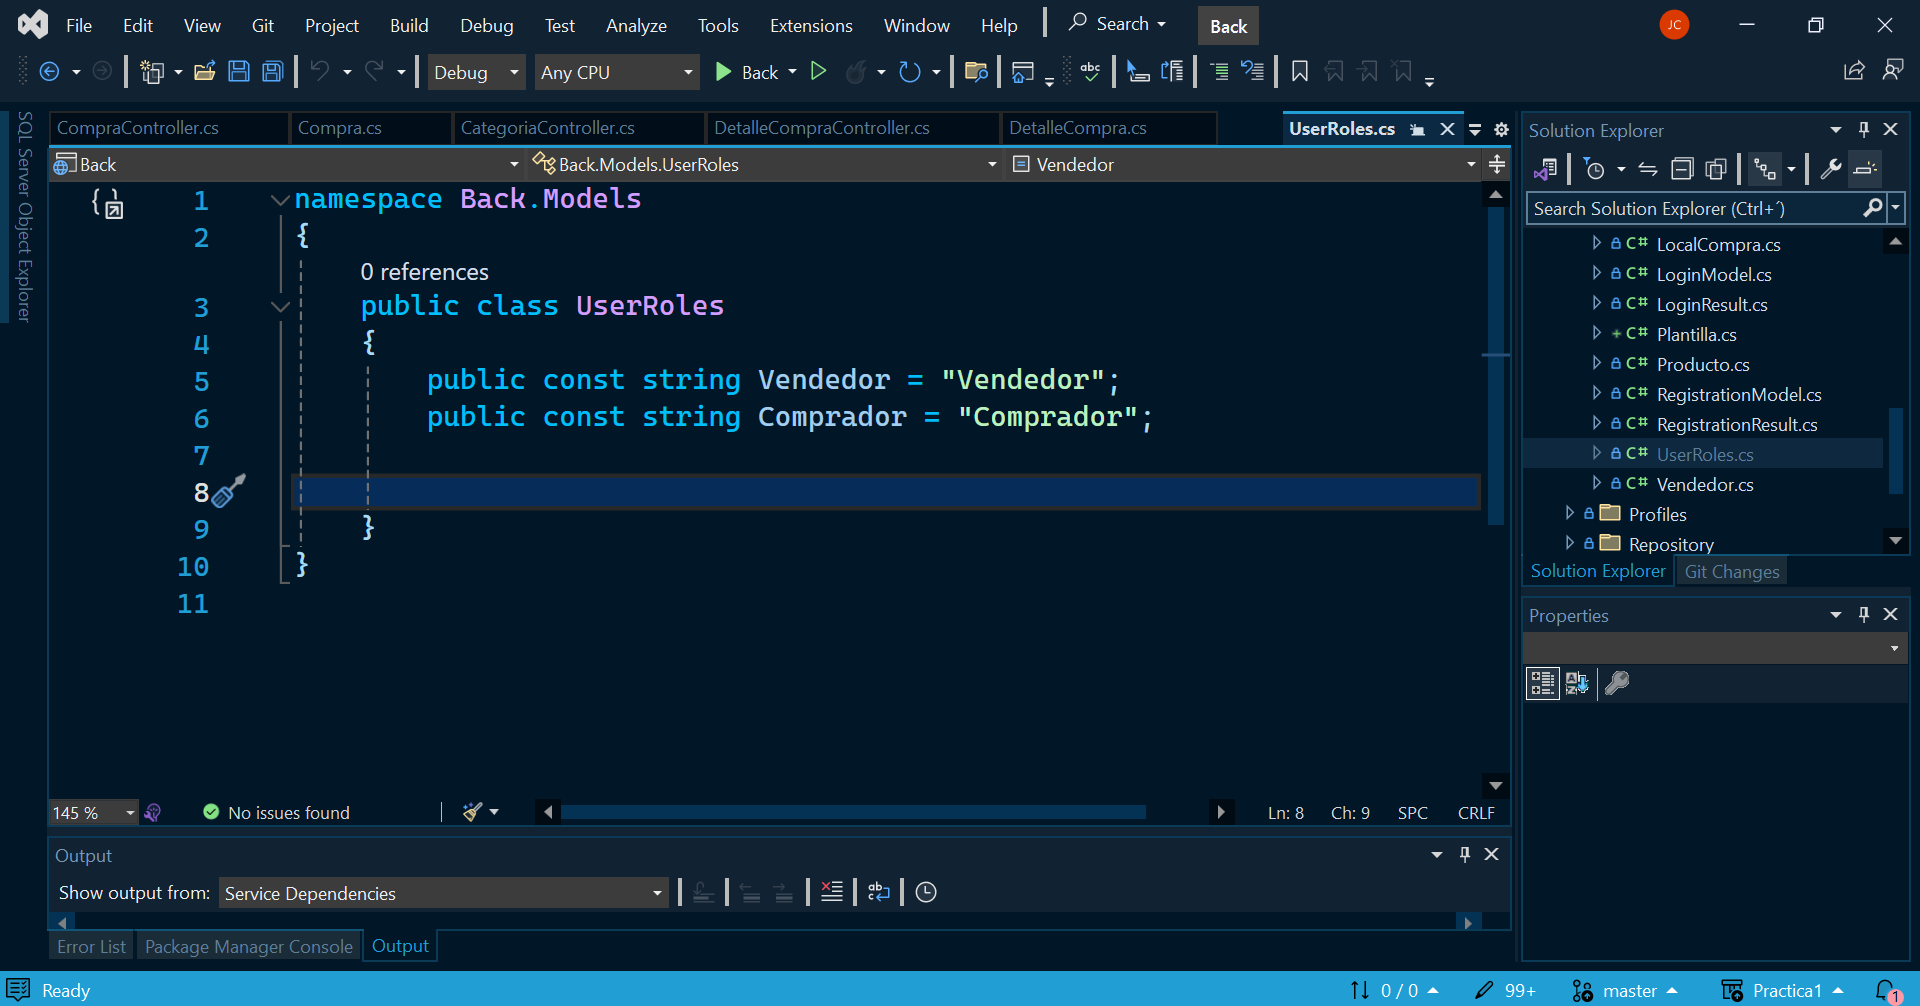 File Edit View Git Project Build Debug Test Analyze Tools Extensions Window Help Search Back JC
Debug Any CPU Back
SQL Server Object Explorer
CompraController.cs Compra.cs CategoriaController.cs DetalleCompraController.cs DetalleCompra.cs UserRoles.cs
Back Back.Models.UserRoles Vendedor
1 namespace Back.Models
2 {
0 references
3 public class UserRoles
4 {
5 public const string Vendedor = "Vendedor";
6 public const string Comprador = "Comprador";
7
8
9 }
10 }
11
145 % No issues found Ln: 8 Ch: 9 SPC CRLF
Output
Show output from: Service Dependencies
Error List Package Manager Console Output
Solution Explorer
Search Solution Explorer (Ctrl+´)
C# LocalCompra.cs
C# LoginModel.cs
C# LoginResult.cs
+ C# Plantilla.cs
C# Producto.cs
C# RegistrationModel.cs
C# RegistrationResult.cs
C# UserRoles.cs
C# Vendedor.cs
Profiles
Repository
Solution Explorer Git Changes
Properties
Ready 0 / 0 99+ master Practica1 1